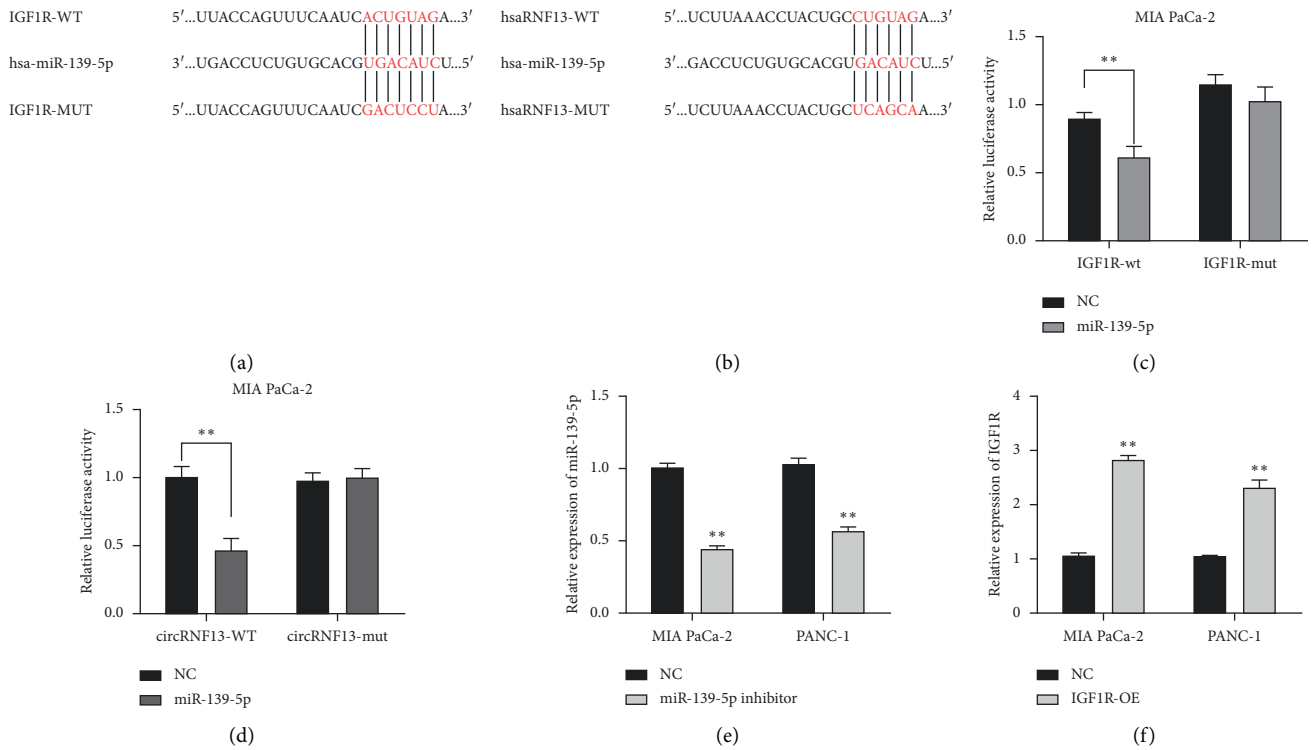 IGF1R-WT 5′...UUACCAGUUUCAAUCACUGUAGA...3′
hsa-miR-139-5p 3′...UGACCUCUGUGCACGUGACAUCU...5′
IGF1R-MUT 5′...UUACCAGUUUCAAUCGACUCCUA...3′
(a)
hsaRNF13-WT 5′...UCUUAAACCUACUGCCUGUAGA...3′
hsa-miR-139-5p 3′...GACCUCUGUGCACGUGACAUCU...5′
hsaRNF13-MUT 5′...UCUUAAACCUACUGCUCAGCAA...3′
(b)
MIA PaCa-2
Relative luciferase activity
1.5
1.0
0.5
0.0
**
IGF1R-wt IGF1R-mut
NC
miR-139-5p
(c)
MIA PaCa-2
Relative luciferase activity
1.5
1.0
0.5
0.0
**
circRNF13-WT circRNF13-mut
NC
miR-139-5p
(d)
Relative expression of miR-139-5p
1.5
1.0
0.5
0.0
** **
MIA PaCa-2 PANC-1
NC
miR-139-5p inhibitor
(e)
Relative expression of IGF1R
4
3
2
1
0
** **
MIA PaCa-2 PANC-1
NC
IGF1R-OE
(f)